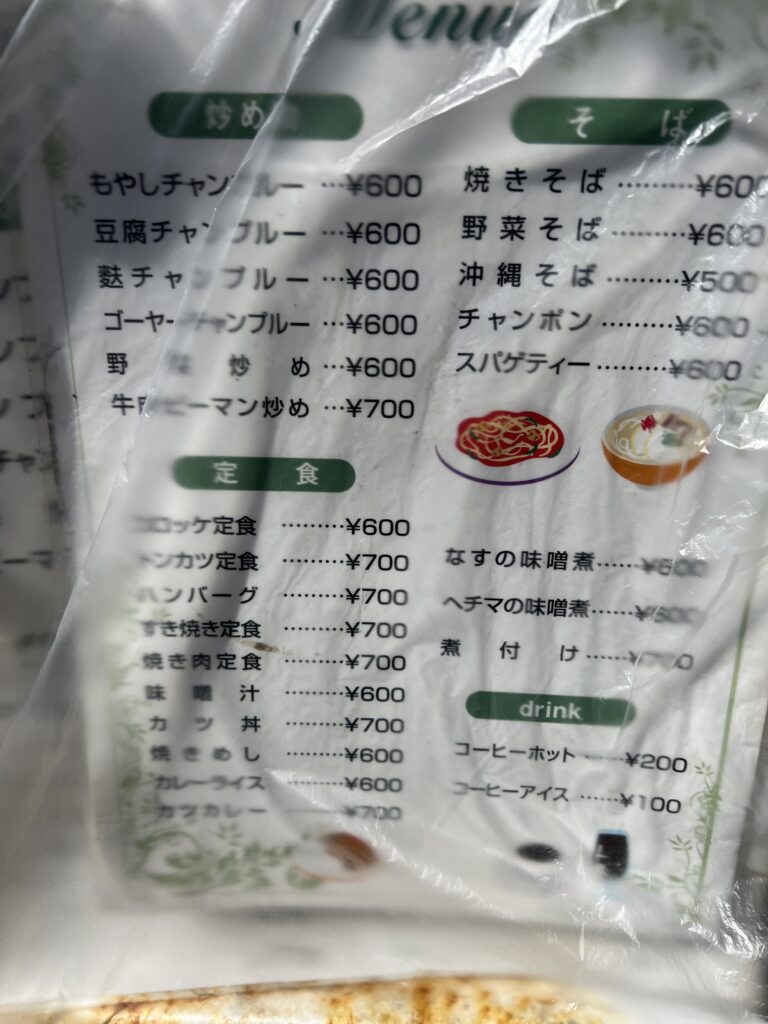 Menu
炒め
もやしチャンプルー …¥600
豆腐チャンプルー …¥600
麩チャンプルー …¥600
ゴーヤーチャンプルー …¥600
野菜炒め …¥600
牛肉ピーマン炒め …¥700
定食
コロッケ定食 ………¥600
トンカツ定食 ………¥700
ハンバーグ ………¥700
すき焼き定食 ………¥700
焼き肉定食 ………¥700
味噌汁 ………¥600
カツ丼 ………¥700
焼きめし ………¥600
カレーライス ………¥600
カツカレー ………¥700
そば
焼きそば ………¥600
野菜そば ………¥600
沖縄そば ………¥500
チャンポン ………¥600
スパゲティー ………¥600
なすの味噌煮……¥600
ヘチマの味噌煮……¥600
煮付け ……
drink
コーヒーホット ……¥200
コーヒーアイス ……¥100